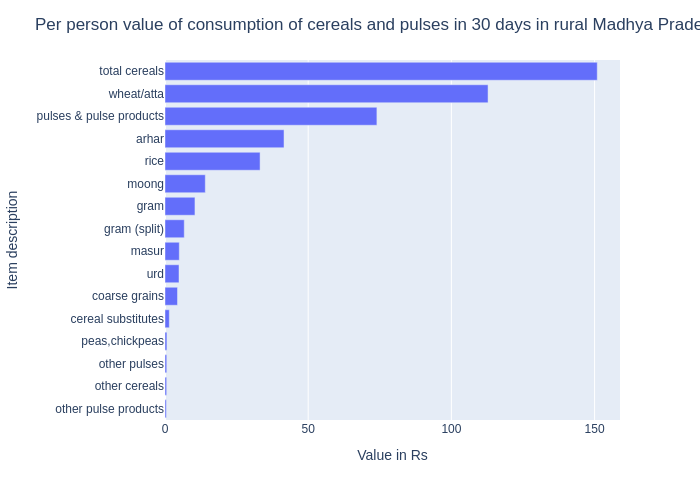 Per person value of consumption of cereals and pulses in 30 days in rural Madhya
total cereals
wheat/atta
pulses & pulse products
arhar
rice
moong
gram
gram (split)
masur
urd
coarse grains
cereal substitutes
peas,chickpeas
other pulses
other cereals
other pulse products
Item description
0
50
100
150
Value in Rs